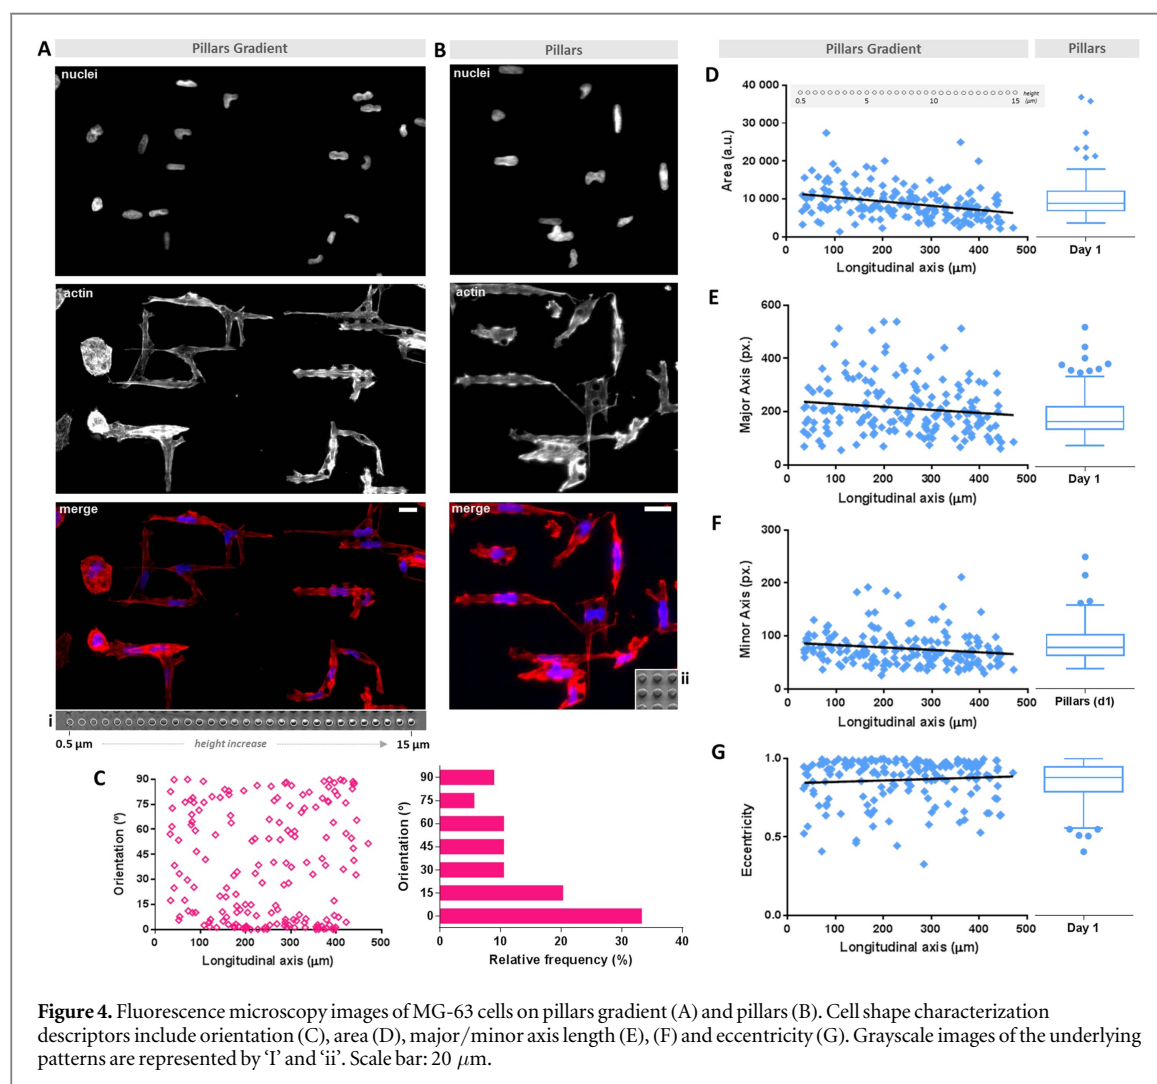 A
Pillars Gradient
nuclei
actin
merge
i
0.5 μm
height increase
15 μm
B
Pillars
nuclei
actin
merge
ii
C
90
75
60
45
30
15
0
Orientation (º)
0 100 200 300 400 500
Longitudinal axis (μm)
90
75
60
45
30
15
0
Orientation (º)
0 10 20 30 40
Relative frequency (%)
Pillars Gradient
Pillars
D
0.5 5 10 15 height (μm)
40 000
30 000
20 000
10 000
0
Area (a.u.)
0 100 200 300 400 500
Longitudinal axis (μm)
Day 1
E
600
400
200
0
Major Axis (px.)
0 100 200 300 400 500
Longitudinal axis (μm)
Day 1
F
300
200
100
0
Minor Axis (px.)
0 100 200 300 400 500
Longitudinal axis (μm)
Pillars (d1)
G
1.0
0.5
0.0
Eccentricity
0 100 200 300 400 500
Longitudinal axis (μm)
Day 1
Figure 4. Fluorescence microscopy images of MG-63 cells on pillars gradient (A) and pillars (B). Cell shape characterization
descriptors include orientation (C), area (D), major/minor axis length (E), (F) and eccentricity (G). Grayscale images of the underlying
patterns are represented by ‘I’ and ‘ii’. Scale bar: 20 μm.